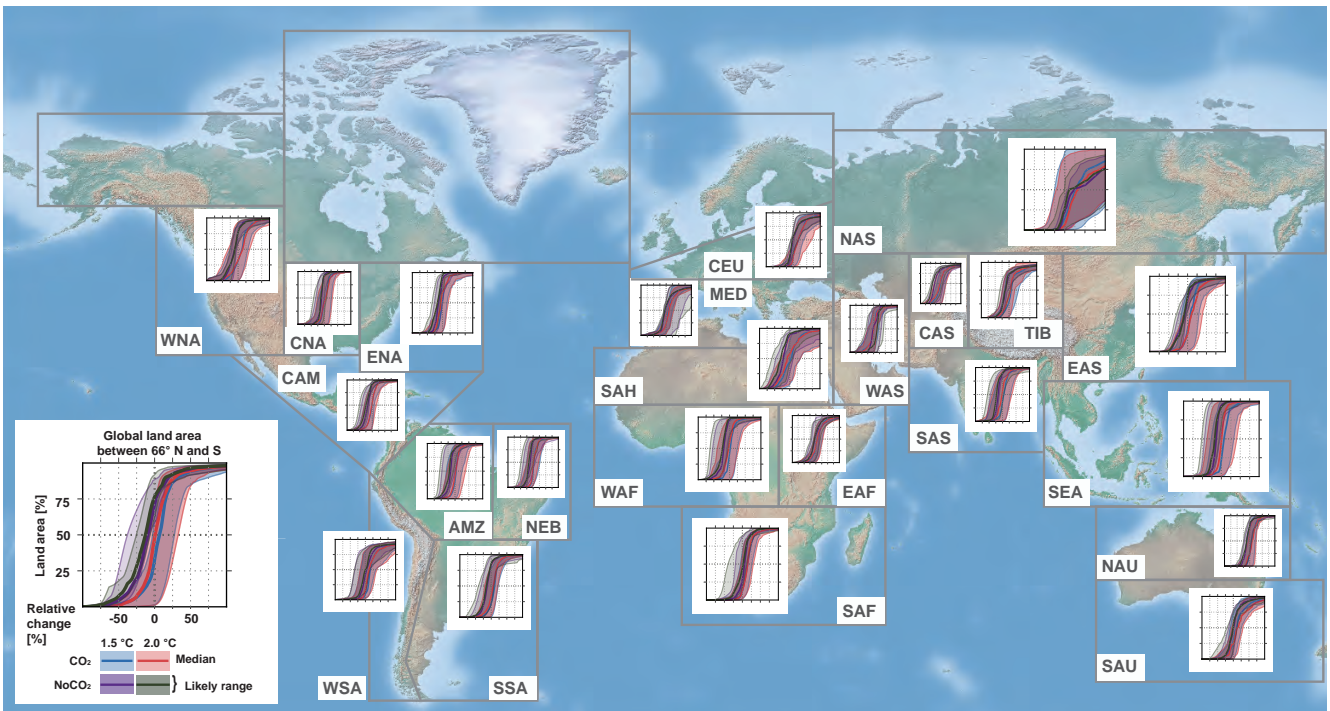 NAS
CEU
MED
CAS
TIB
WNA
CNA
ENA
EAS
CAM
SAH
WAS
SAS
WAF
EAF
SEA
AMZ
NEB
NAU
SAF
SAU
WSA
SSA
Global land area
between 66° N and S
Land area [%]
75
50
25
-50
0
50
Relative
change
[%]
1.5 °C
2.0 °C
CO₂
Median
NoCO₂
} Likely range